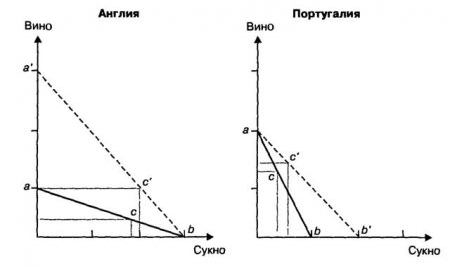 Англия
Вино
a'
a
c'
c
b
Сукно
Португалия
Вино
a
c'
c
b
b'
Сукно